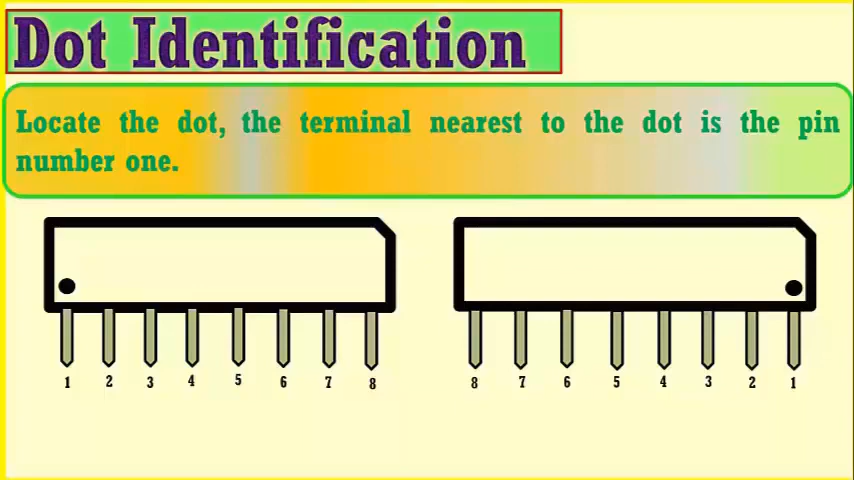 Dot Identification
Locate the dot, the terminal nearest to the dot is the pin
number one.
1 2 3 4 5 6 7 8
8 7 6 5 4 3 2 1